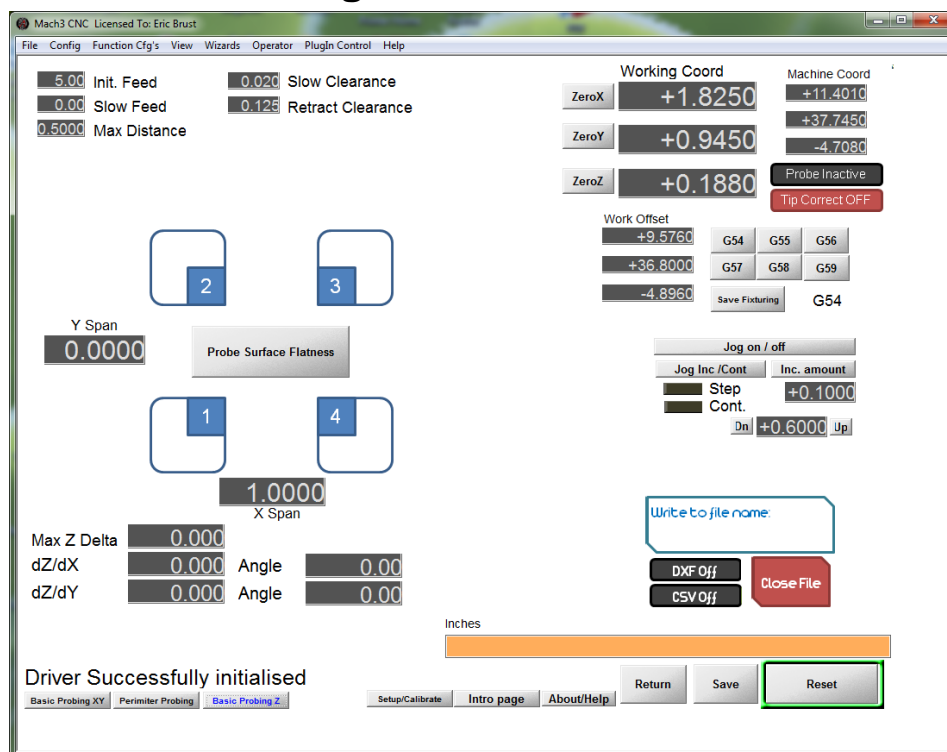 Mach3 CNC Licensed To: Eric Brust
File Config Function Cfg's View Wizards Operator PlugIn Control Help
5.00 Init. Feed 0.020 Slow Clearance
0.00 Slow Feed 0.125 Retract Clearance
0.5000 Max Distance
Working Coord Machine Coord
ZeroX +1.8250 +11.4010
ZeroY +0.9450 +37.7450
-4.7080
ZeroZ +0.1880 Probe Inactive
Tip Correct OFF
Work Offset
+9.5760 G54 G55 G56
+36.8000 G57 G58 G59
-4.8960 Save Fixturing G54
2 3
Y Span
0.0000 Probe Surface Flatness
1 4
1.0000
X Span
Jog on / off
Jog Inc /Cont Inc. amount
Step +0.1000
Cont.
Dn +0.6000 Up
Max Z Delta 0.000
dZ/dX 0.000 Angle 0.00
dZ/dY 0.000 Angle 0.00
Write to file name:
DXF Off
CSV Off
Close File
Inches
Driver Successfully initialised
Basic Probing XY Perimiter Probing Basic Probing Z
Setup/Calibrate Intro page About/Help Return Save Reset